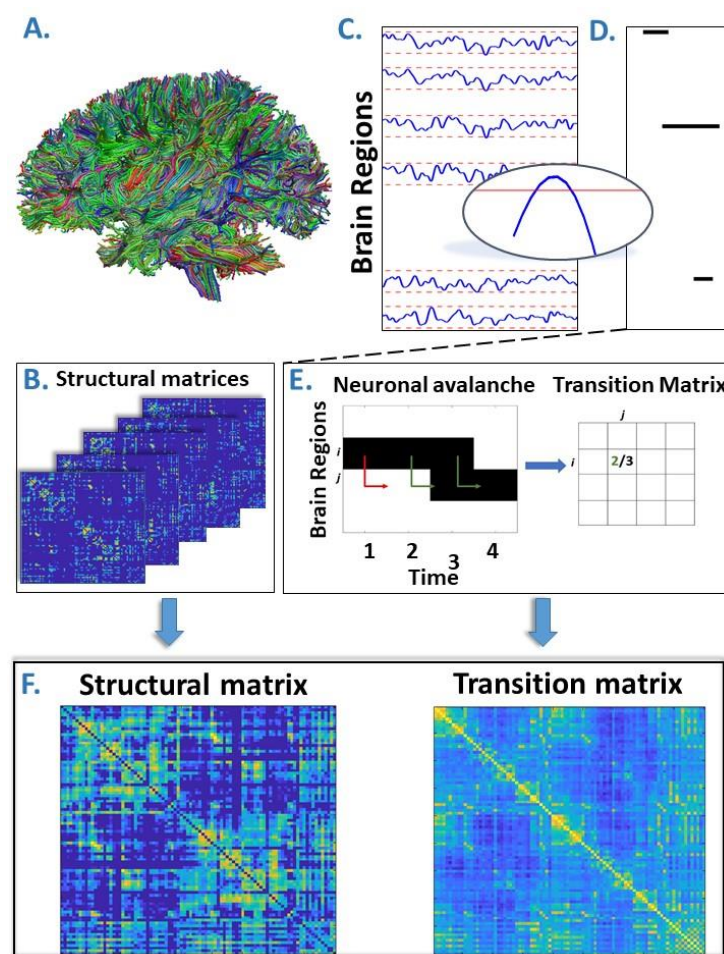 A.
C.
D.
Brain Regions
B. Structural matrices
E. Neuronal avalanche
Transition Matrix
Brain Regions
i
j
1 2 3 4
Time
j
i
2/3
F. Structural matrix
Transition matrix